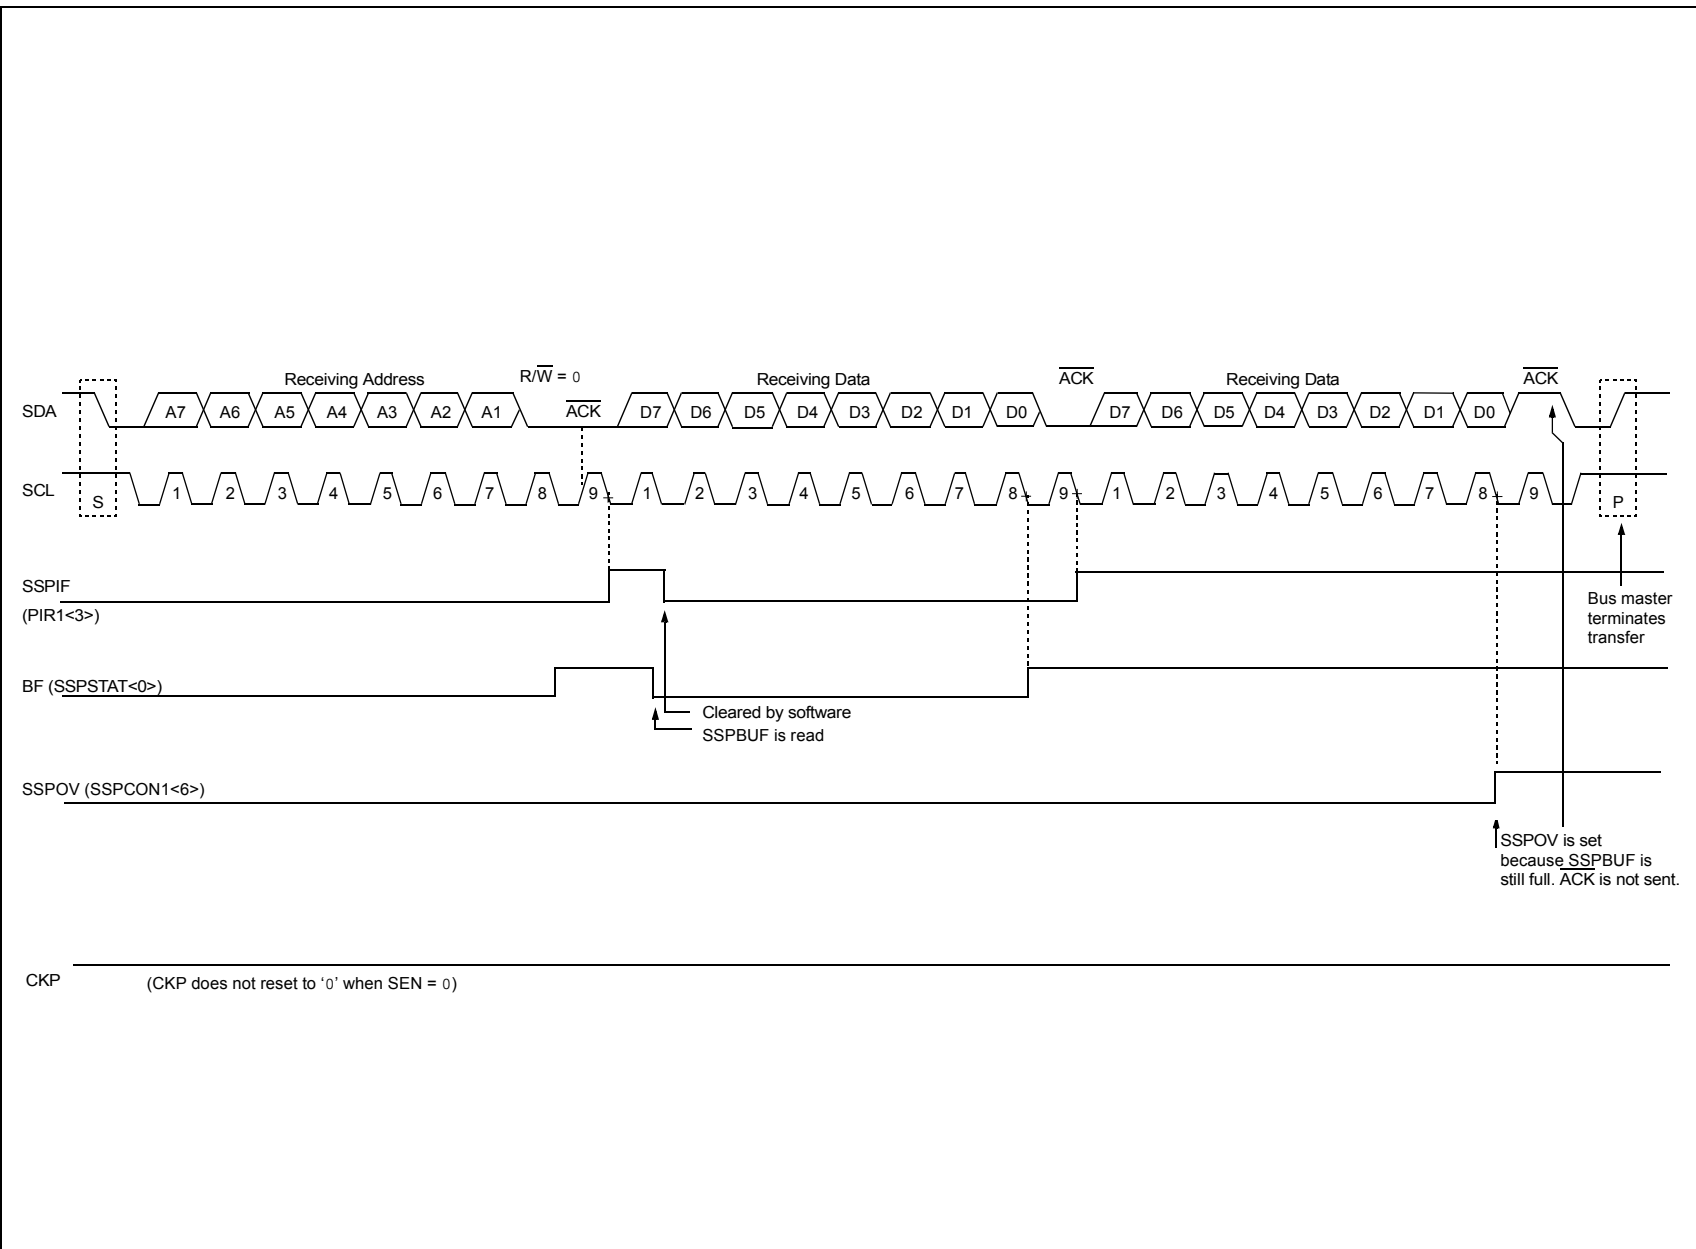 Receiving Address
R/W̅ = 0
Receiving Data
A̅C̅K̅
Receiving Data
A̅C̅K̅
SDA
A7 A6 A5 A4 A3 A2 A1
A̅C̅K̅
D7 D6 D5 D4 D3 D2 D1 D0
D7 D6 D5 D4 D3 D2 D1 D0
SCL
S
1 2 3 4 5 6 7 8 9
1 2 3 4 5 6 7 8 9
1 2 3 4 5 6 7 8 9
P
SSPIF
(PIR1<3>)
Bus master
terminates
transfer
BF (SSPSTAT<0>)
Cleared by software
SSPBUF is read
SSPOV (SSPCON1<6>)
SSPOV is set
because SSPBUF is
still full. A̅C̅K̅ is not sent.
CKP
(CKP does not reset to ‘0’ when SEN = 0)